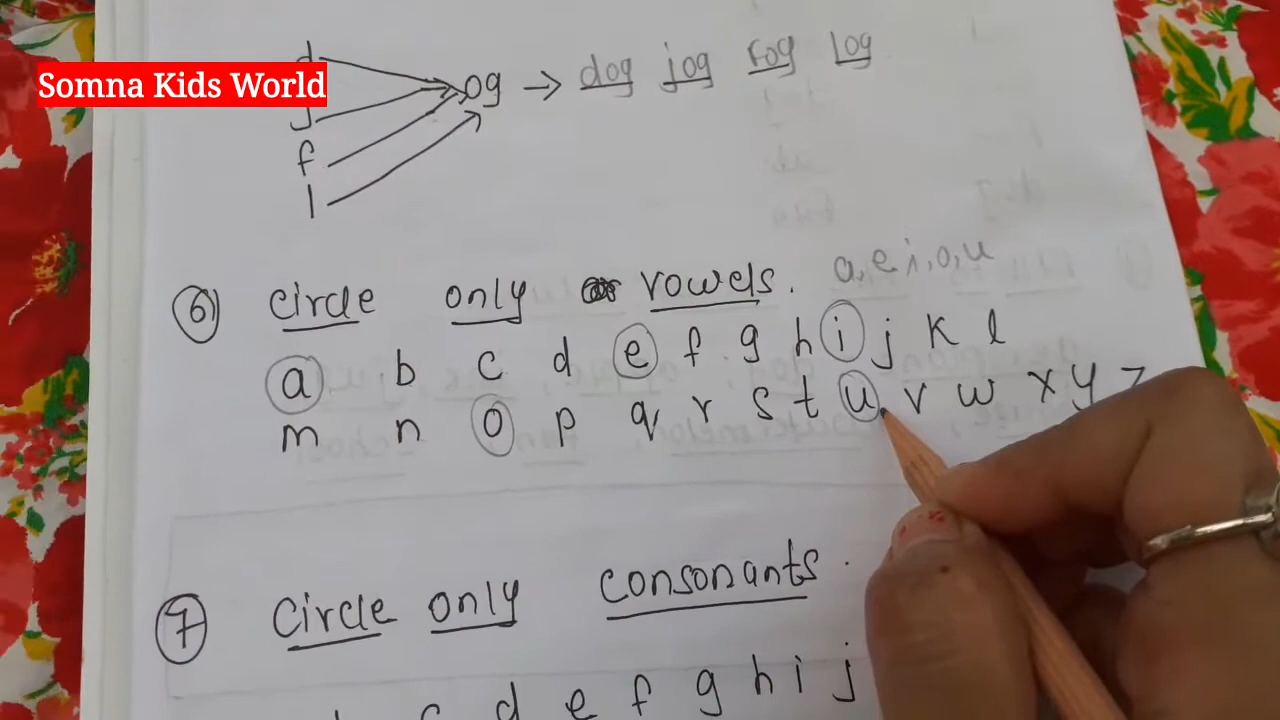 Somna Kids World
d
f
l
og → dog jog fog log
6) circle only vowels. a, e, i, o, u
a b c d e f g h i j k l
m n o p q r s t u v w x y z
7 circle only consonants.
c d e f g h i j